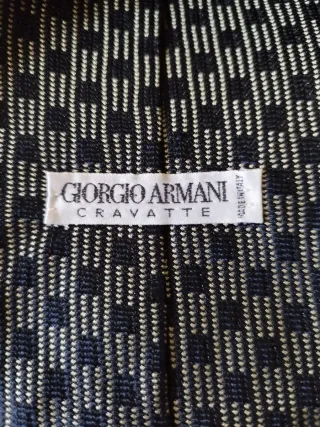 GIORGIO ARMANI
CRAVATTE
MADE IN ITALY